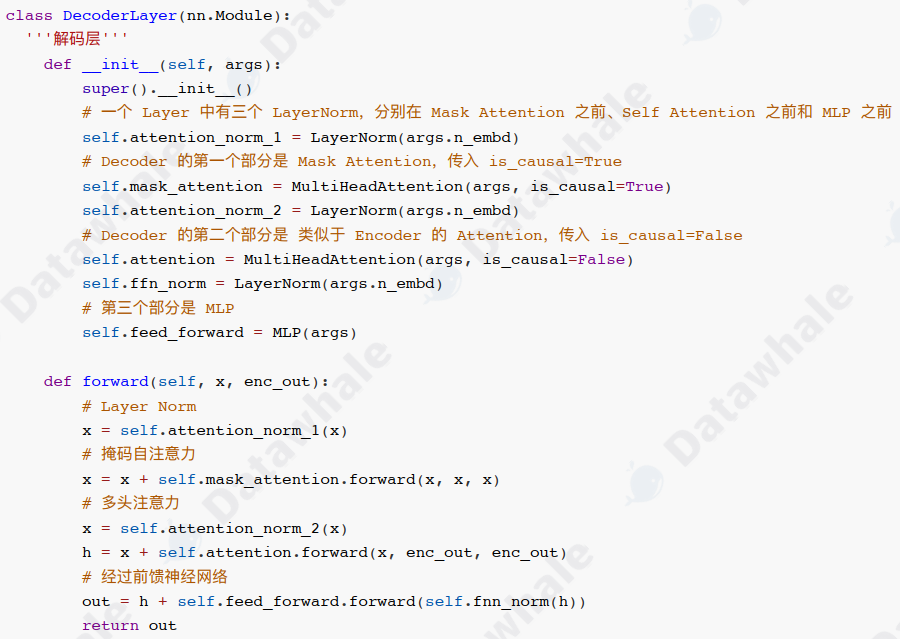 class DecoderLayer(nn.Module):
  '''解码层'''
    def __init__(self, args):
        super().__init__()
        # 一个 Layer 中有三个 LayerNorm，分别在 Mask Attention 之前、Self Attention 之前和 MLP 之前
        self.attention_norm_1 = LayerNorm(args.n_embd)
        # Decoder 的第一个部分是 Mask Attention，传入 is_causal=True
        self.mask_attention = MultiHeadAttention(args, is_causal=True)
        self.attention_norm_2 = LayerNorm(args.n_embd)
        # Decoder 的第二个部分是 类似于 Encoder 的 Attention，传入 is_causal=False
        self.attention = MultiHeadAttention(args, is_causal=False)
        self.ffn_norm = LayerNorm(args.n_embd)
        # 第三个部分是 MLP
        self.feed_forward = MLP(args)

    def forward(self, x, enc_out):
        # Layer Norm
        x = self.attention_norm_1(x)
        # 掩码自注意力
        x = x + self.mask_attention.forward(x, x, x)
        # 多头注意力
        x = self.attention_norm_2(x)
        h = x + self.attention.forward(x, enc_out, enc_out)
        # 经过前馈神经网络
        out = h + self.feed_forward.forward(self.fnn_norm(h))
        return out
Datawhale
Datawhale
Datawhale
Datawhale
Datawhale